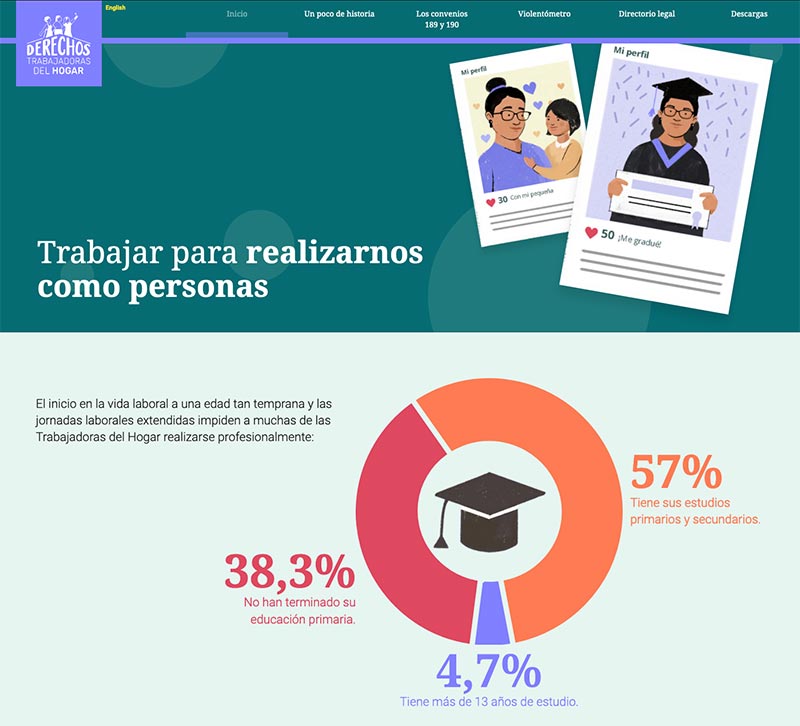 DERECHOS
TRABAJADORAS
DEL HOGAR
English
Inicio
Un poco de historia
Los convenios
189 y 190
Violentómetro
Directorio legal
Descargas
Mi perfil
30 Con mi pequeña
Mi perfil
50 ¡Me gradué!
Trabajar para realizarnos
como personas
El inicio en la vida laboral a una edad tan temprana y las
jornadas laborales extendidas impiden a muchas de las
Trabajadoras del Hogar realizarse profesionalmente:
57%
Tiene sus estudios
primarios y secundarios.
38,3%
No han terminado su
educación primaria.
4,7%
Tiene más de 13 años de estudio.